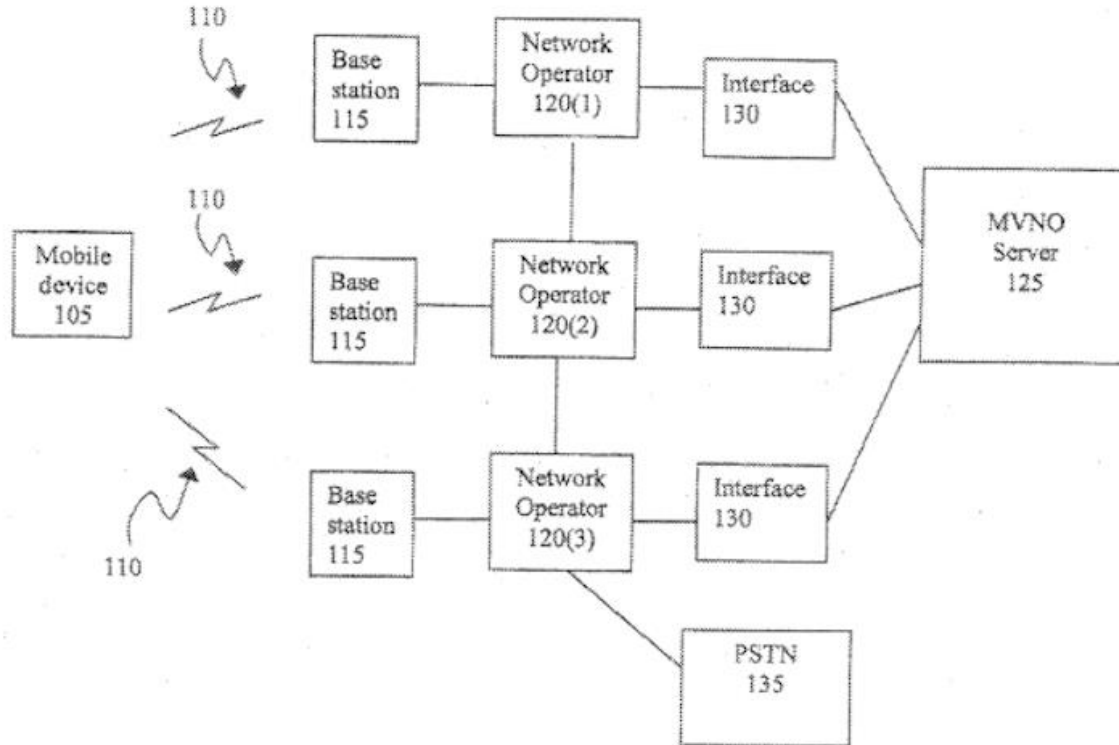 110
Base
station
115
Network
Operator
120(1)
Interface
130
110
Mobile
device
105
Base
station
115
Network
Operator
120(2)
Interface
130
MVNO
Server
125
110
Base
station
115
Network
Operator
120(3)
Interface
130
PSTN
135